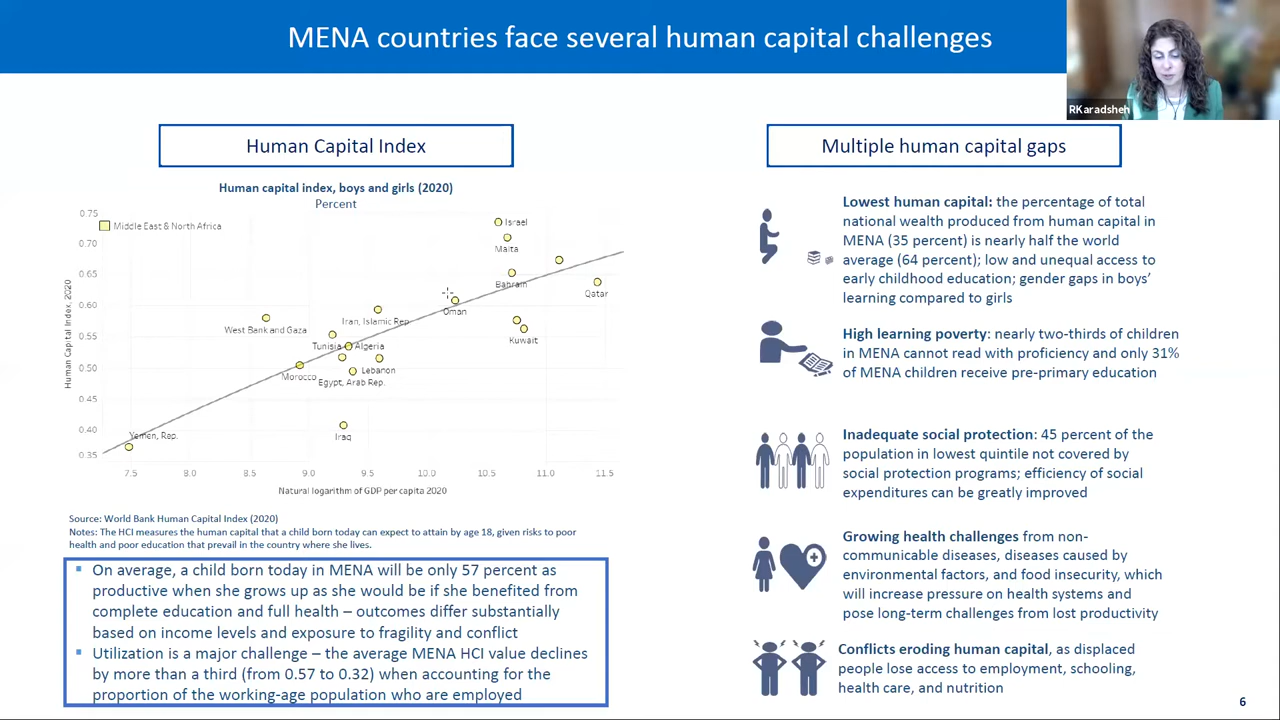 MENA countries face several human capital challenges
RKaradsheh
Human Capital Index
Human capital index, boys and girls (2020)
Percent
Middle East & North Africa
Human Capital Index, 2020
0.75
0.70
0.65
0.60
0.55
0.50
0.45
0.40
0.35
Israel
Malta
Bahrain
Qatar
Oman
Kuwait
West Bank and Gaza
Iran, Islamic Rep.
Tunisia
Algeria
Lebanon
Morocco
Egypt, Arab Rep.
Iraq
Yemen, Rep.
7.5 8.0 8.5 9.0 9.5 10.0 10.5 11.0 11.5
Natural logarithm of GDP per capita 2020
Source: World Bank Human Capital Index (2020)
Notes: The HCI measures the human capital that a child born today can expect to attain by age 18, given risks to poor
health and poor education that prevail in the country where she lives.
On average, a child born today in MENA will be only 57 percent as
productive when she grows up as she would be if she benefited from
complete education and full health – outcomes differ substantially
based on income levels and exposure to fragility and conflict
Utilization is a major challenge – the average MENA HCI value declines
by more than a third (from 0.57 to 0.32) when accounting for the
proportion of the working-age population who are employed
Multiple human capital gaps
Lowest human capital: the percentage of total
national wealth produced from human capital in
MENA (35 percent) is nearly half the world
average (64 percent); low and unequal access to
early childhood education; gender gaps in boys'
learning compared to girls
High learning poverty: nearly two-thirds of children
in MENA cannot read with proficiency and only 31%
of MENA children receive pre-primary education
Inadequate social protection: 45 percent of the
population in lowest quintile not covered by
social protection programs; efficiency of social
expenditures can be greatly improved
Growing health challenges from non-
communicable diseases, diseases caused by
environmental factors, and food insecurity, which
will increase pressure on health systems and
pose long-term challenges from lost productivity
Conflicts eroding human capital, as displaced
people lose access to employment, schooling,
health care, and nutrition
6